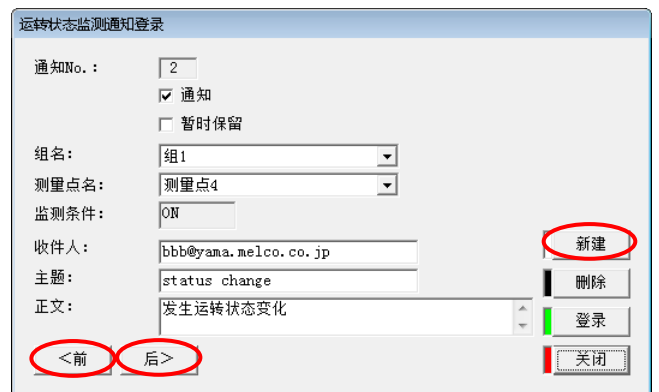 运转状态监测通知登录
通知No.: 2
通知
暂时保留
组名: 组1
测量点名: 测量点4
监测条件: ON
收件人: bbb@yama.melco.co.jp
新建
主题: status change
删除
正文: 发生运转状态变化
登录
<前 后>
关闭